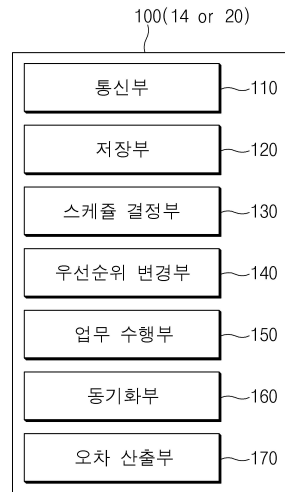 100(14 or 20)
통신부 110
저장부 120
스케쥴 결정부 130
우선순위 변경부 140
업무 수행부 150
동기화부 160
오차 산출부 170